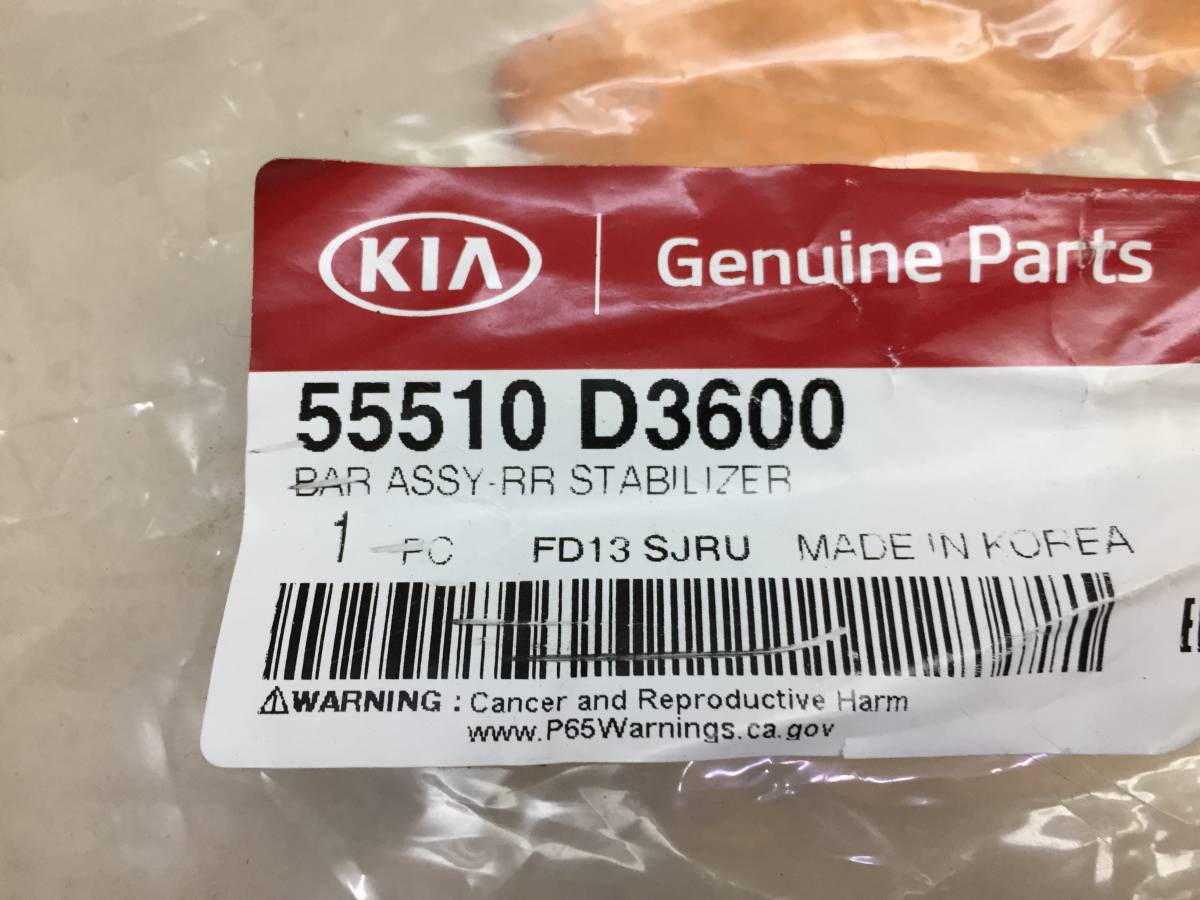 KIA Genuine Parts
55510 D3600
BAR ASSY-RR STABILIZER
1 PC FD13 SJRU MADE IN KOREA
WARNING : Cancer and Reproductive Harm
www.P65Warnings.ca.gov